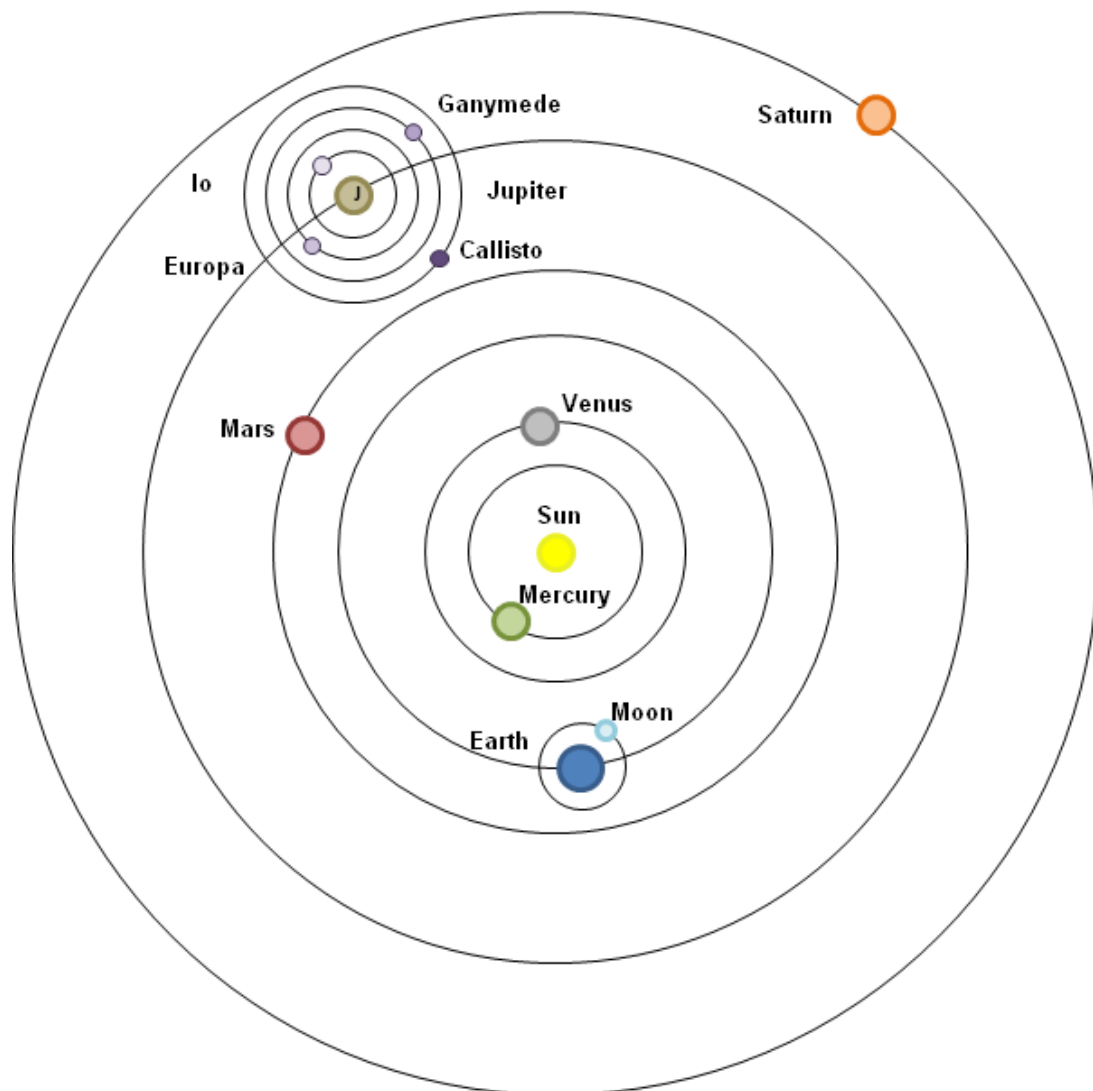 Ganymede
Saturn
Io
J
Jupiter
Callisto
Europa
Venus
Mars
Sun
Mercury
Moon
Earth